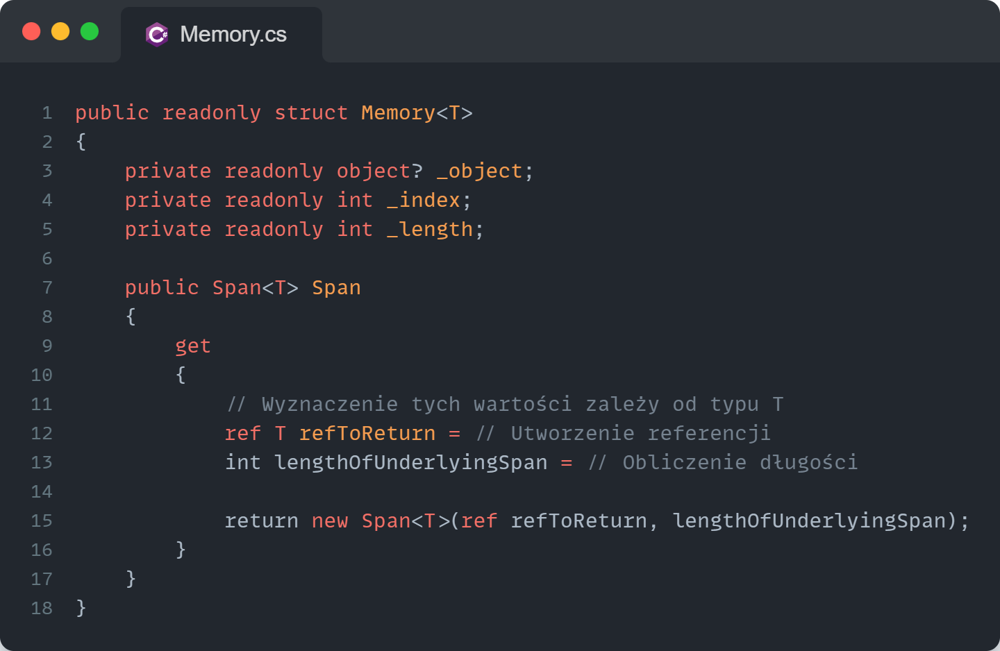 Memory.cs
1 public readonly struct Memory<T>
2 {
3     private readonly object? _object;
4     private readonly int _index;
5     private readonly int _length;
6
7     public Span<T> Span
8     {
9         get
10         {
11             // Wyznaczenie tych wartości zależy od typu T
12             ref T refToReturn = // Utworzenie referencji
13             int lengthOfUnderlyingSpan = // Obliczenie długości
14
15             return new Span<T>(ref refToReturn, lengthOfUnderlyingSpan);
16         }
17     }
18 }